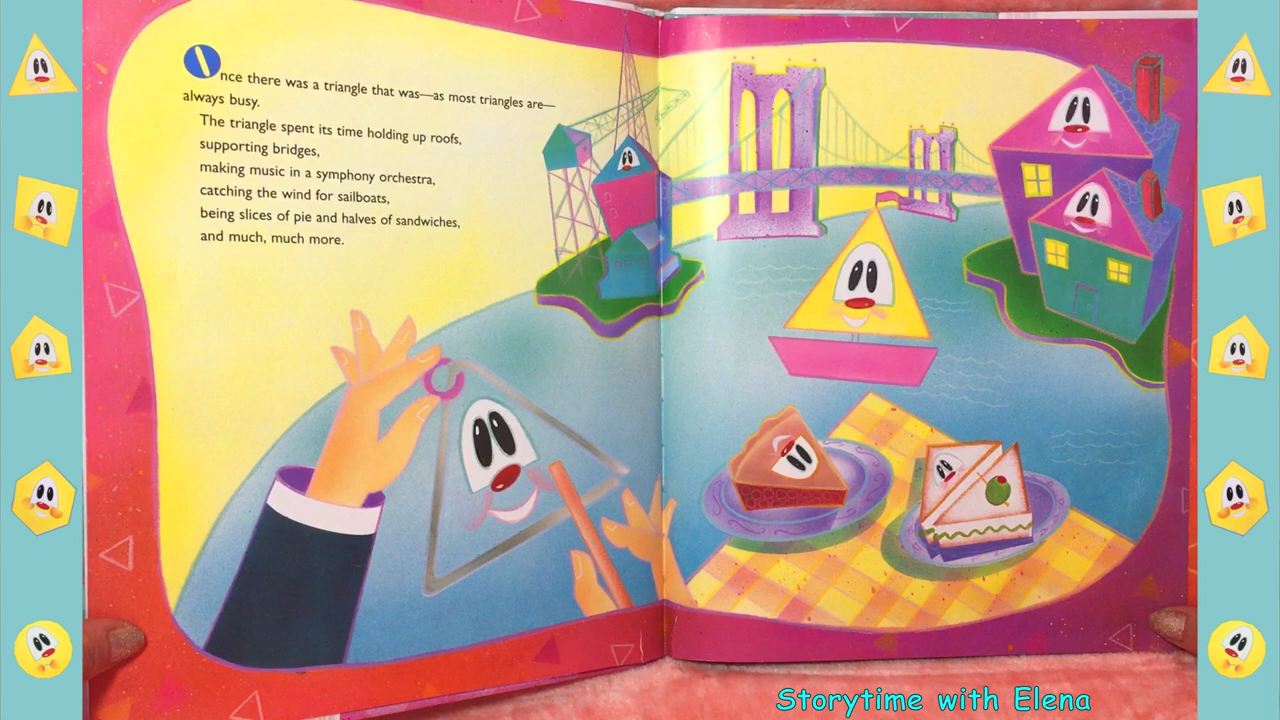 Once there was a triangle that was—as most triangles are—
always busy.
The triangle spent its time holding up roofs,
supporting bridges,
making music in a symphony orchestra,
catching the wind for sailboats,
being slices of pie and halves of sandwiches,
and much, much more.
Storytime with Elena